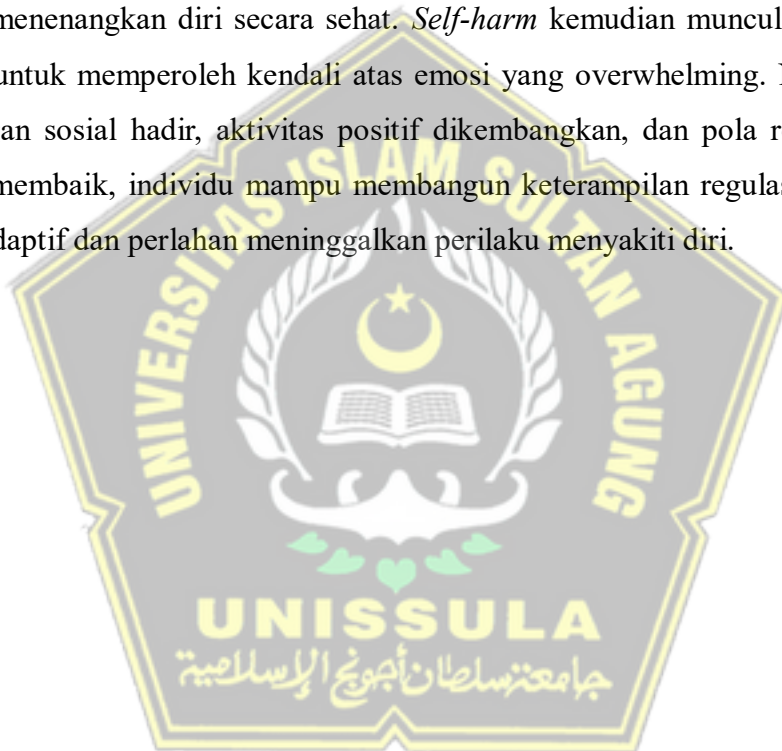 menenangkan diri secara sehat. Self-harm kemudian muncul
untuk memperoleh kendali atas emosi yang overwhelming.
an sosial hadir, aktivitas positif dikembangkan, dan pola
membaik, individu mampu membangun keterampilan regulas
daptif dan perlahan meninggalkan perilaku menyakiti diri.
UNIVERSITAS ISLAM SULTAN AGUNG
UNISSULA
جامعة سلطان أجونج الإسلامية